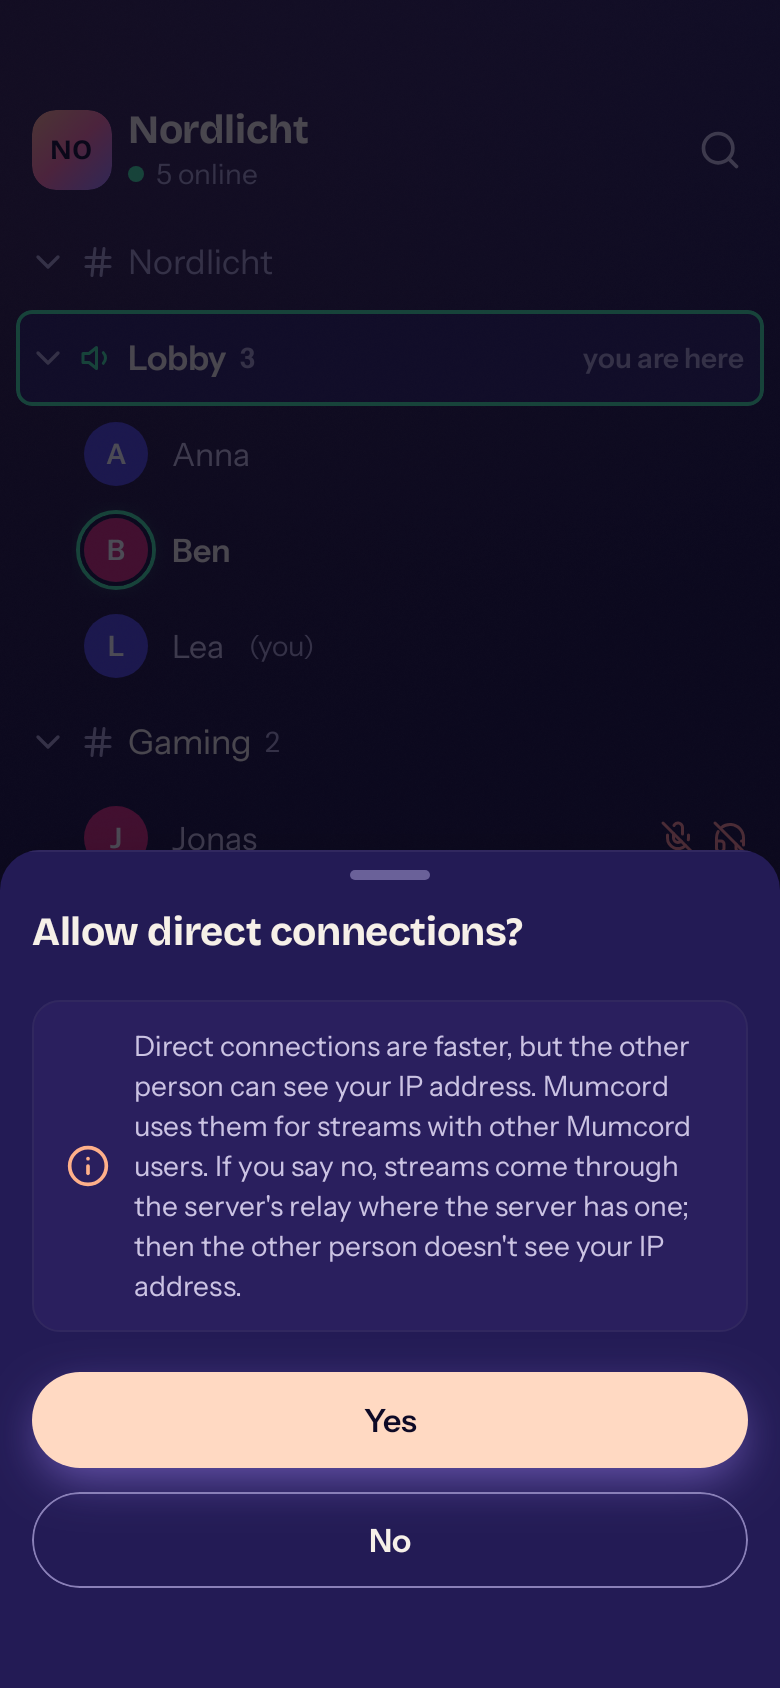 NO
Nordlicht
5 online
# Nordlicht
Lobby 3 you are here
A Anna
B Ben
L Lea (you)
# Gaming 2
J Jonas
Allow direct connections?
Direct connections are faster, but the other
person can see your IP address. Mumcord
uses them for streams with other Mumcord
users. If you say no, streams come through
the server's relay where the server has one;
then the other person doesn't see your IP
address.
Yes
No